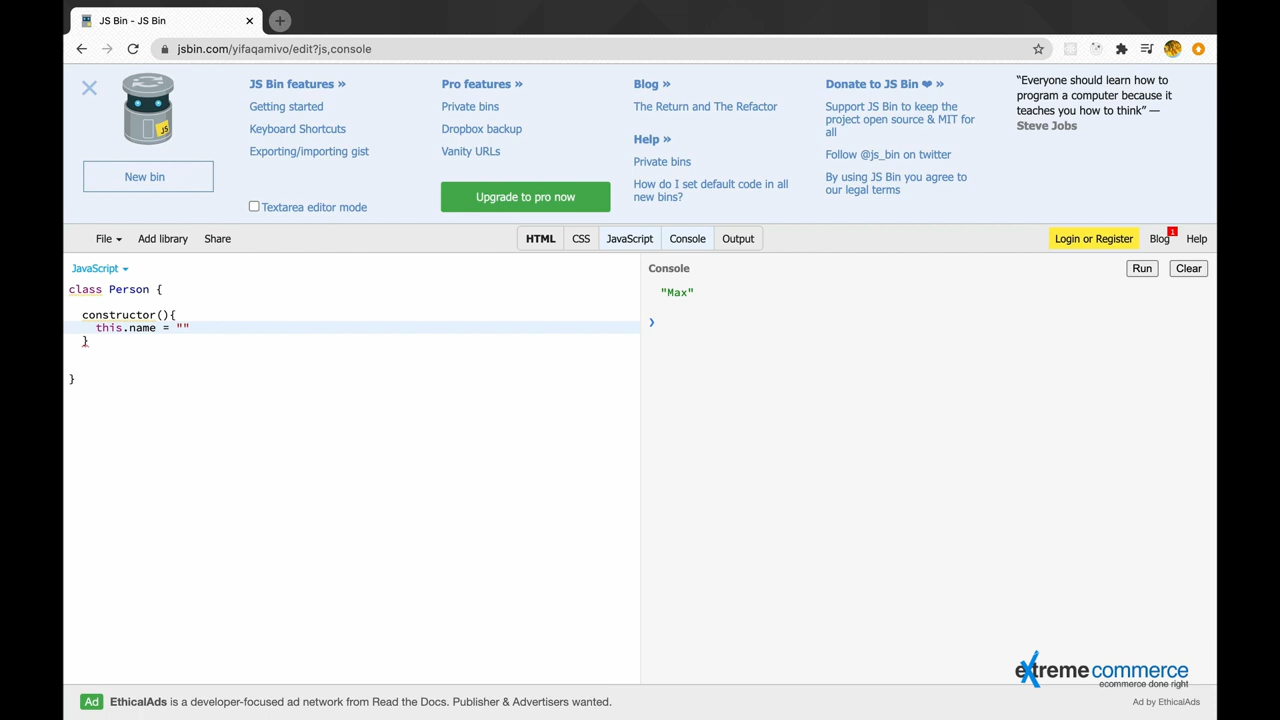 JS Bin - JS Bin
jsbin.com/yifaqamivo/edit?js,console
JS
New bin
JS Bin features »
Getting started
Keyboard Shortcuts
Exporting/importing gist
Textarea editor mode
Pro features »
Private bins
Dropbox backup
Vanity URLs
Upgrade to pro now
Blog »
The Return and The Refactor
Help »
Private bins
How do I set default code in all
new bins?
Donate to JS Bin ❤ »
Support JS Bin to keep the
project open source & MIT for
all
Follow @js_bin on twitter
By using JS Bin you agree to
our legal terms
“Everyone should learn how to
program a computer because it
teaches you how to think” —
Steve Jobs
File Add library Share HTML CSS JavaScript Console Output Login or Register Blog 1 Help
JavaScript
class Person {
constructor(){
this.name = ""
}
}
Console Run Clear
"Max"
❯
extreme commerce
ecommerce done right
Ad EthicalAds is a developer-focused ad network from Read the Docs. Publisher & Advertisers wanted. Ad by EthicalAds